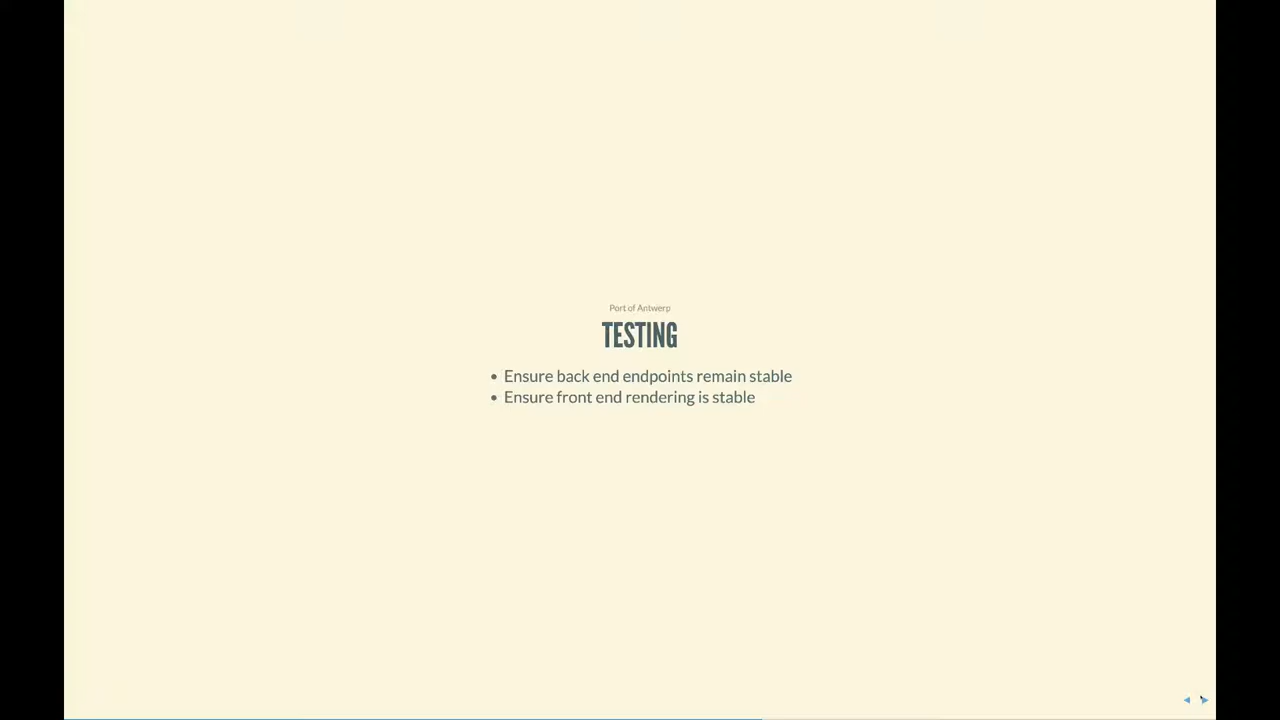 Port of Antwerp
TESTING
• Ensure back end endpoints remain stable
• Ensure front end rendering is stable